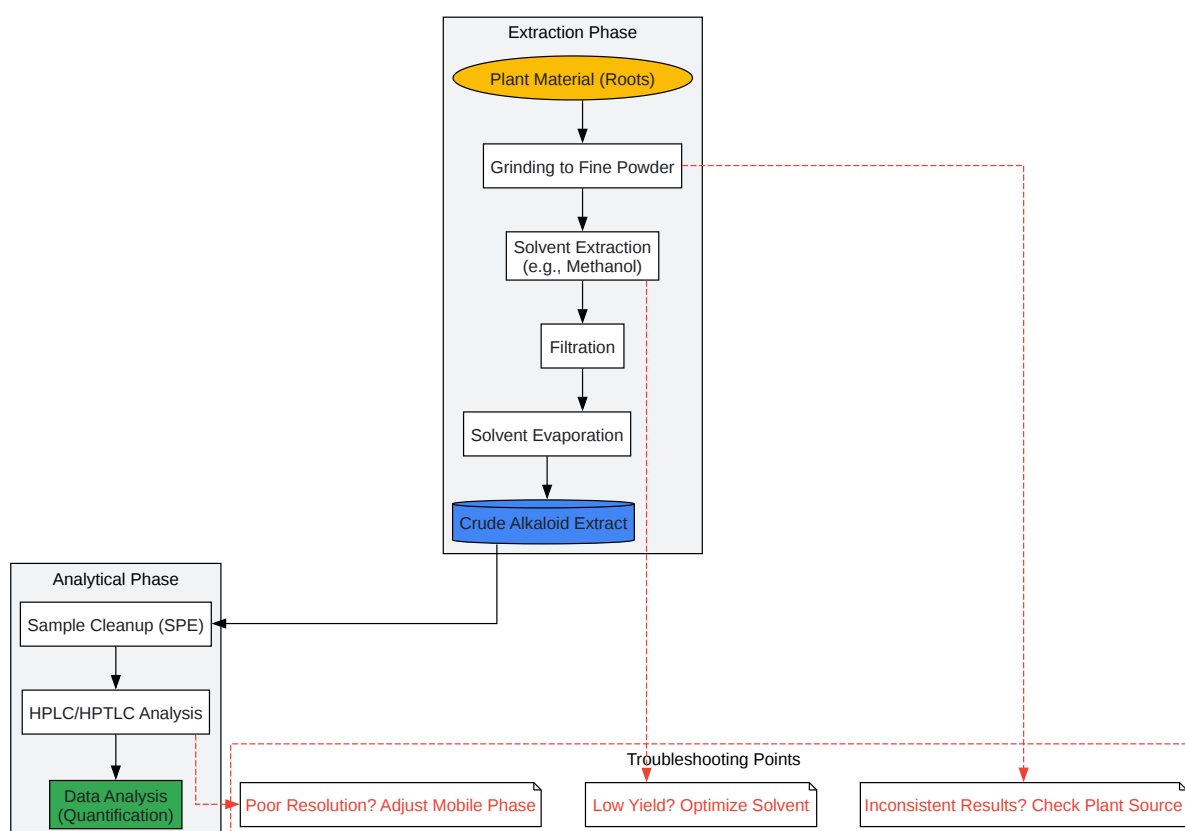 Extraction Phase
Plant Material (Roots)
Grinding to Fine Powder
Solvent Extraction
(e.g., Methanol)
Filtration
Solvent Evaporation
Crude Alkaloid Extract
Analytical Phase
Sample Cleanup (SPE)
HPLC/HPTLC Analysis
Data Analysis
(Quantification)
Troubleshooting Points
Poor Resolution? Adjust Mobile Phase
Low Yield? Optimize Solvent
Inconsistent Results? Check Plant Source